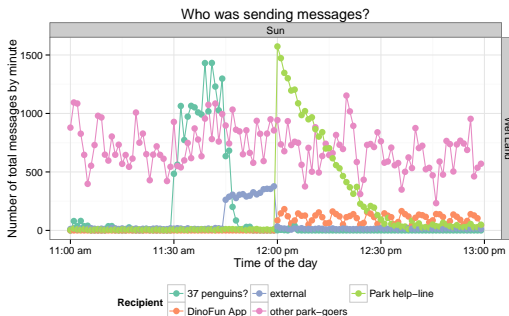 Who was sending messages?
Sun
Number of total messages by minute
1500
1000
500
0
11:00 am 11:30 am 12:00 pm 12:30 pm 13:00 pm
Time of the day
Recipient
37 penguins? external Park help-line
DinoFun App other park-goers